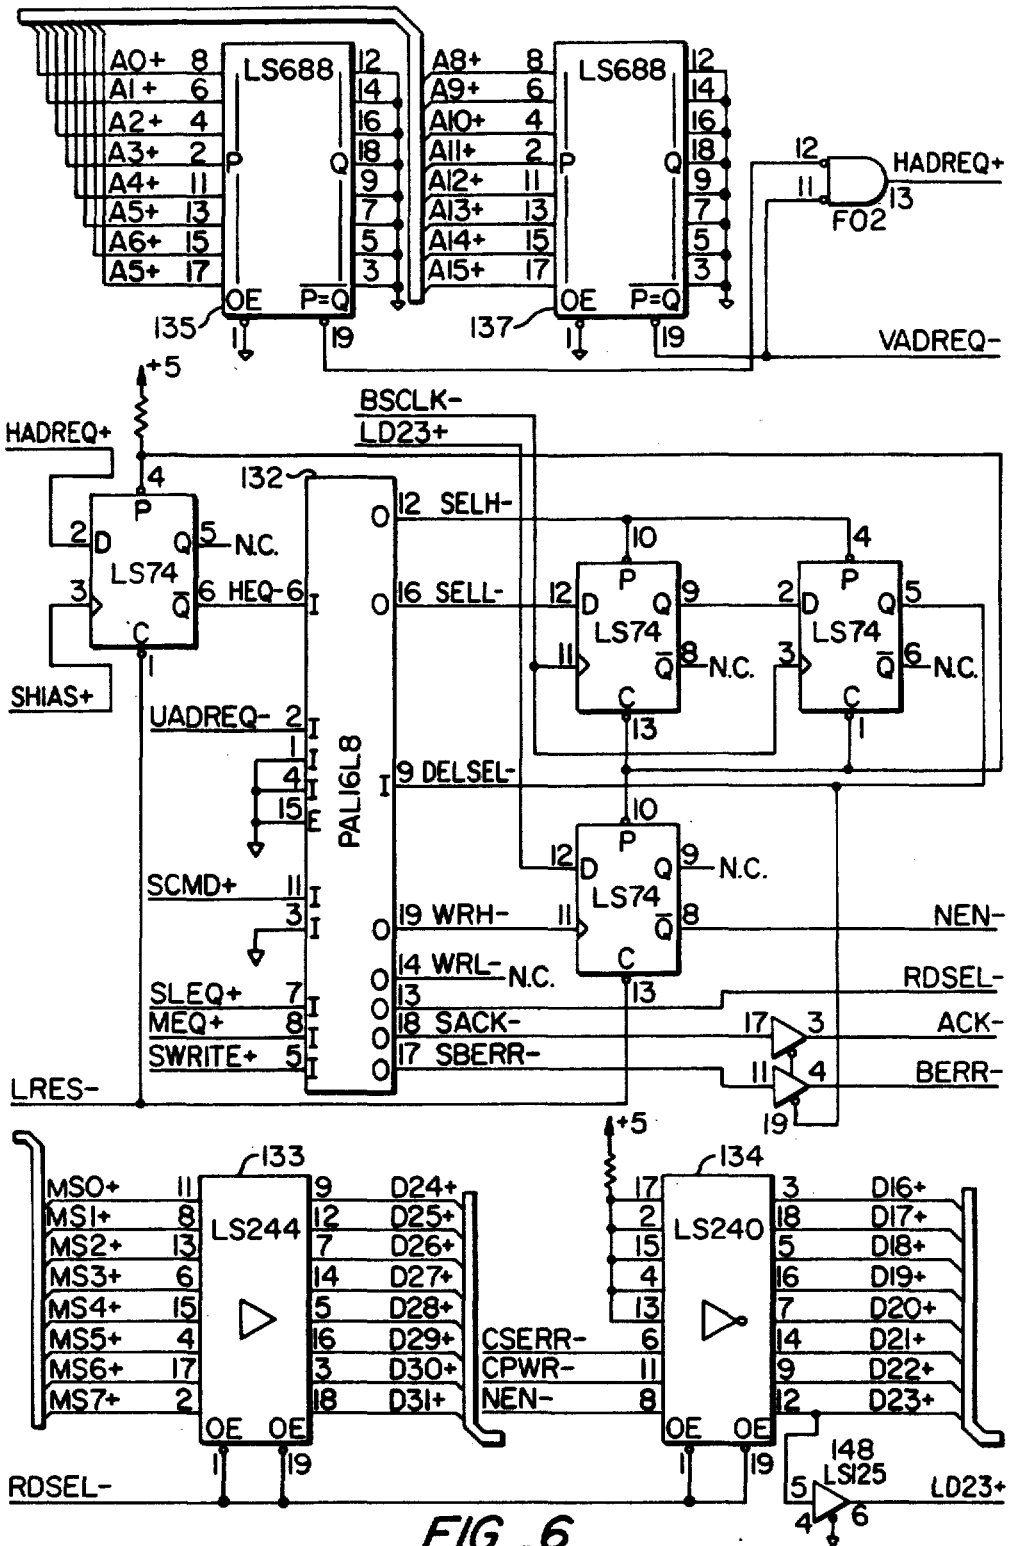 A0+ 8 LS688 12 A8+ 8 LS688 12
A1+ 6 14 A9+ 6 14
A2+ 4 16 A10+ 4 16
A3+ 2 P Q 18 A11+ 2 P Q 18
A4+ 11 9 A12+ 11 9
A5+ 13 7 A13+ 13 7
A6+ 15 5 A14+ 15 5
A5+ 17 3 A15+ 17 3
OE P=Q OE P=Q
135 1 19 137 1 19
12 HADREQ+
11 13
F02
VADREQ-
+5
BSCLK-
LD23+
HADREQ+
4
P
2 D Q 5 N.C.
LS74
3 Q 6 HEQ- 6 I
C
1
SHIAS+
132
O 12 SELH-
O 16 SELL-
10 4
P P
12 D Q 9 2 D Q 5
LS74 LS74
11 Q 8 N.C. 3 Q 6 N.C.
C C
13 1
UADREQ- 2 I
1 I
4 I
15 E
PAL16L8
I 9 DELSEL-
10
P
12 D Q 9 N.C.
LS74
SCMD+ 11 I
3 I
O 19 WRH- 11 Q 8 NEN-
C
13
O 14 WRL- N.C.
O 13 RDSEL-
SLEQ+ 7 I
MEQ+ 8 I O 18 SACK- 17 3 ACK-
SWRITE+ 5 I O 17 SBERR- 11 4 BERR-
19
LRES-
+5
133 134
MS0+ 11 9 D24+ 17 3 D16+
MS1+ 8 LS244 12 D25+ 2 LS240 18 D17+
MS2+ 13 7 D26+ 15 5 D18+
MS3+ 6 14 D27+ 4 16 D19+
MS4+ 15 5 D28+ 13 7 D20+
MS5+ 4 16 D29+ CSERR- 6 14 D21+
MS6+ 17 3 D30+ CPWR- 11 9 D22+
MS7+ 2 18 D31+ NEN- 8 12 D23+
OE OE OE OE
1 19 1 19
148
LS125
RDSEL- 5 4 6 LD23+
FIG. 6